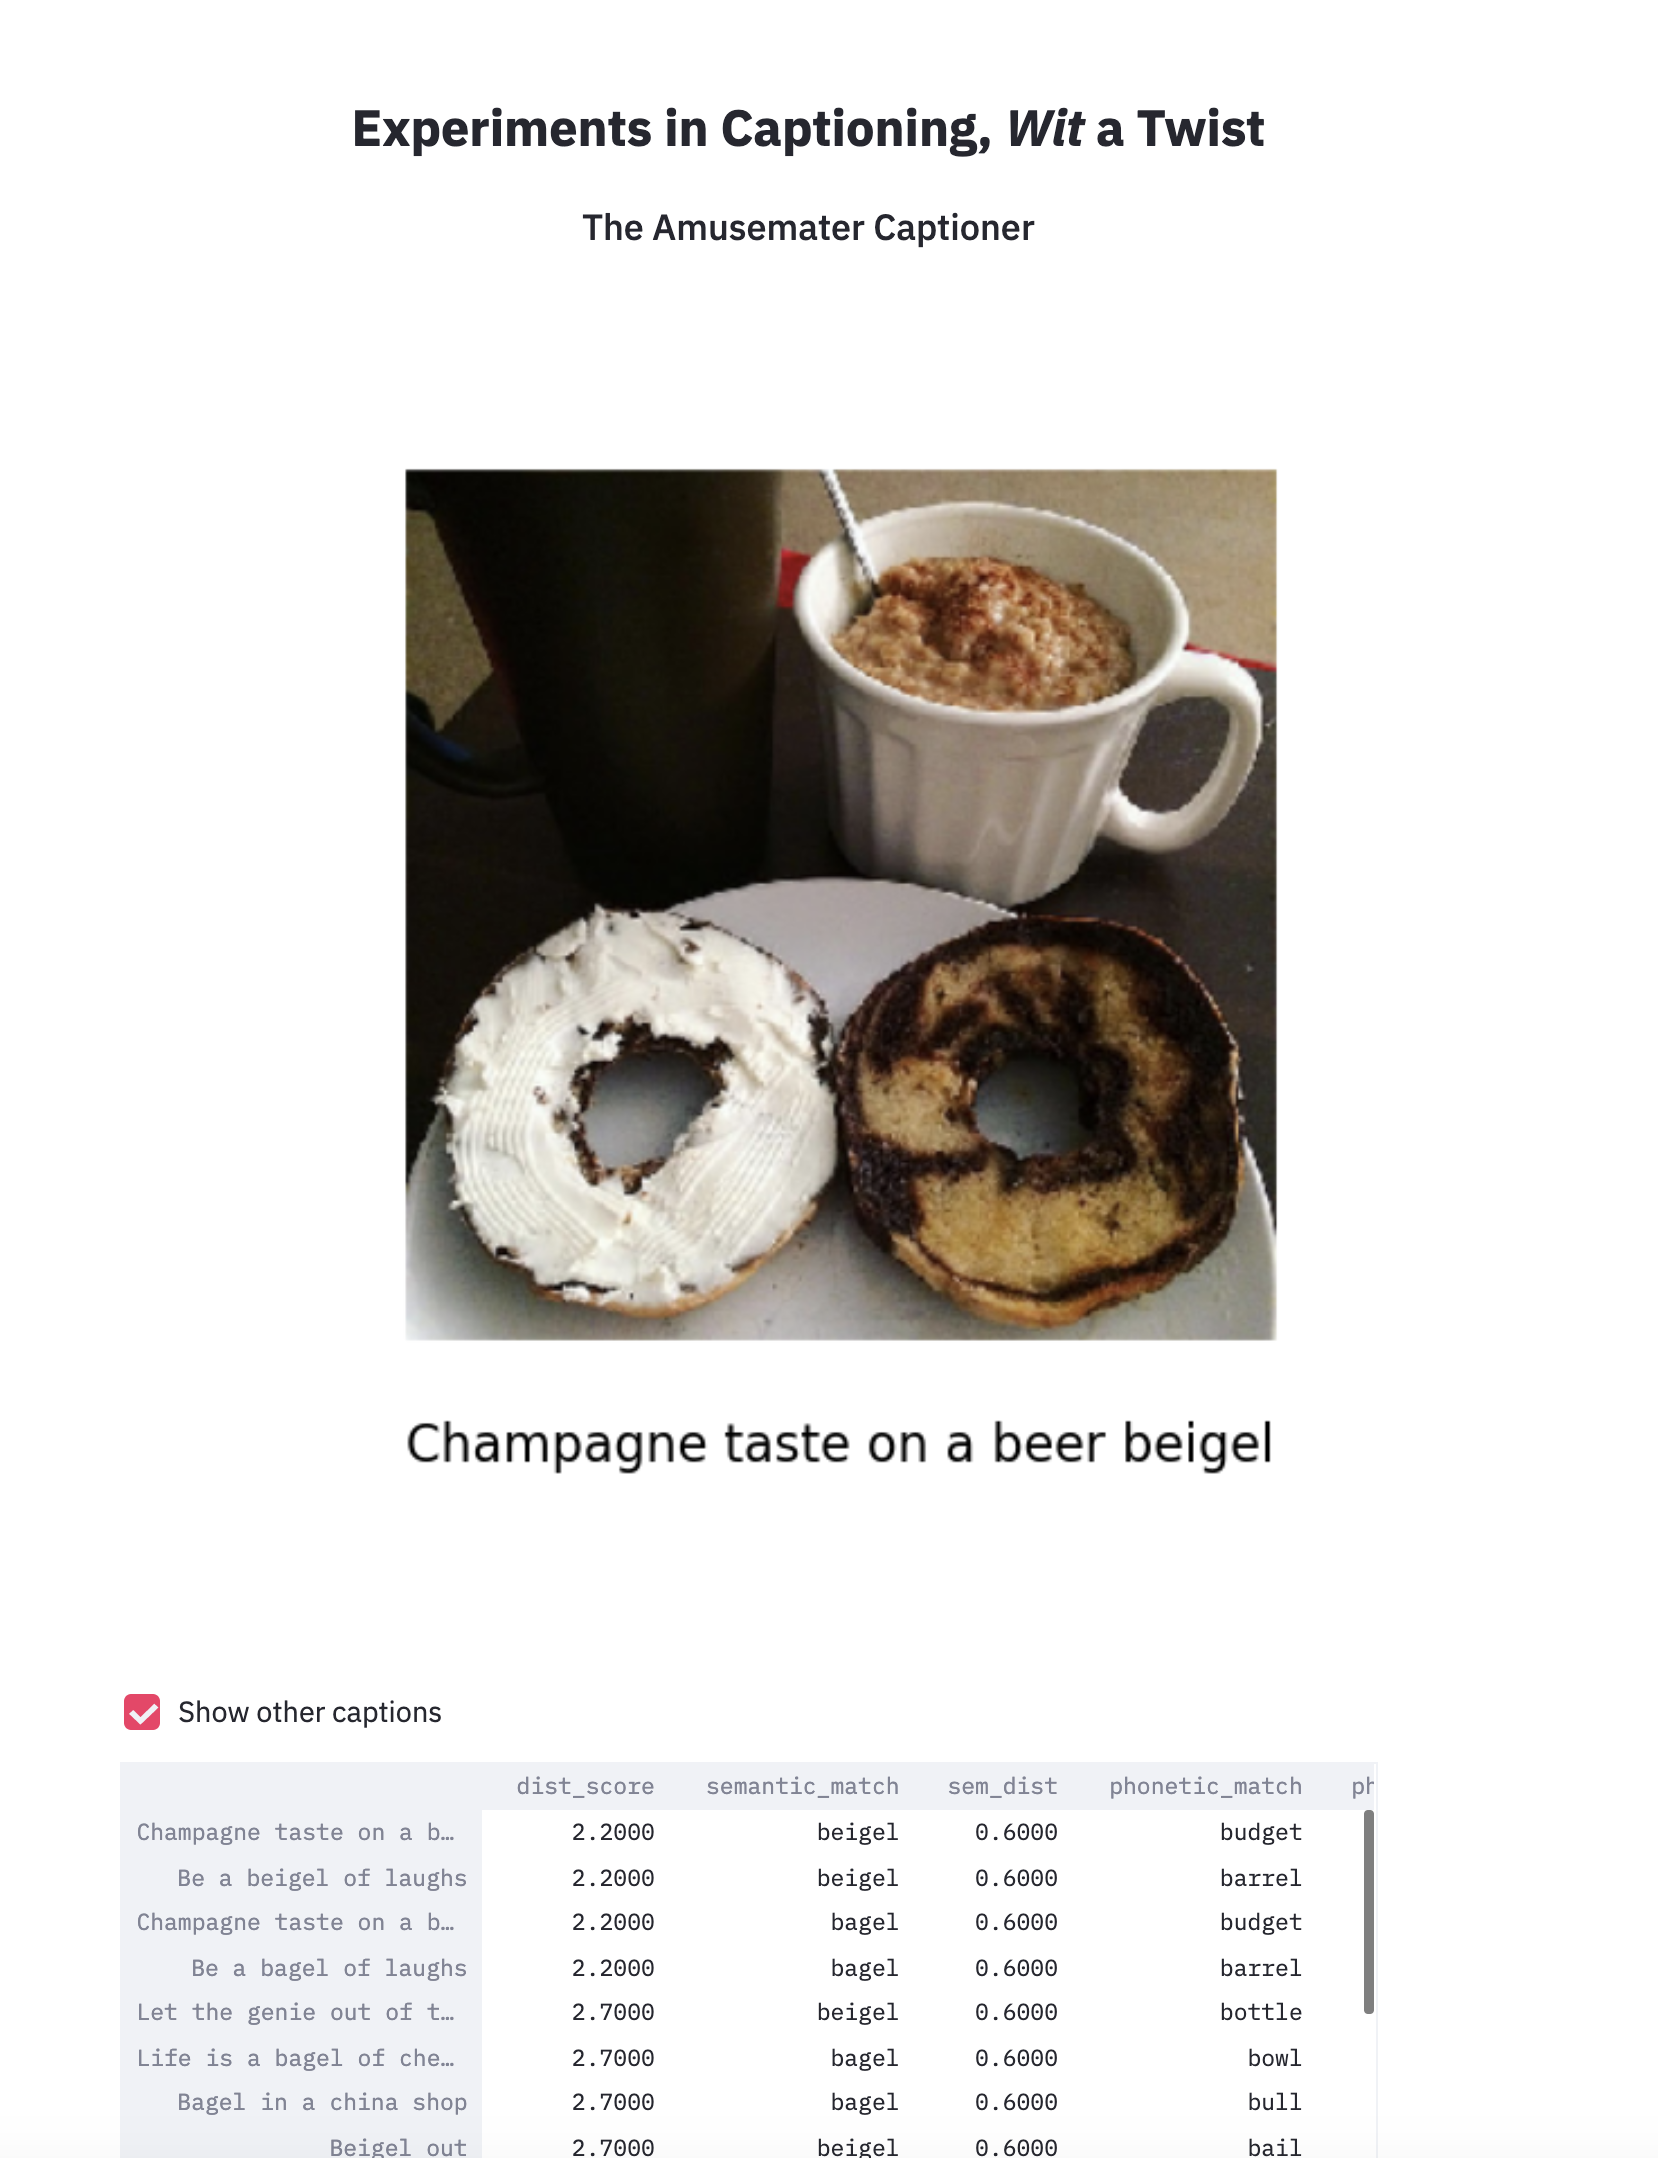 Experiments in Captioning, Wit a Twist
The Amusemater Captioner
Champagne taste on a beer beigel
Show other captions
dist_score semantic_match sem_dist phonetic_match ph
Champagne taste on a b… 2.2000 beigel 0.6000 budget
Be a beigel of laughs 2.2000 beigel 0.6000 barrel
Champagne taste on a b… 2.2000 bagel 0.6000 budget
Be a bagel of laughs 2.2000 bagel 0.6000 barrel
Let the genie out of t… 2.7000 beigel 0.6000 bottle
Life is a bagel of che… 2.7000 bagel 0.6000 bowl
Bagel in a china shop 2.7000 bagel 0.6000 bull
Beigel out 2.7000 beigel 0.6000 bail